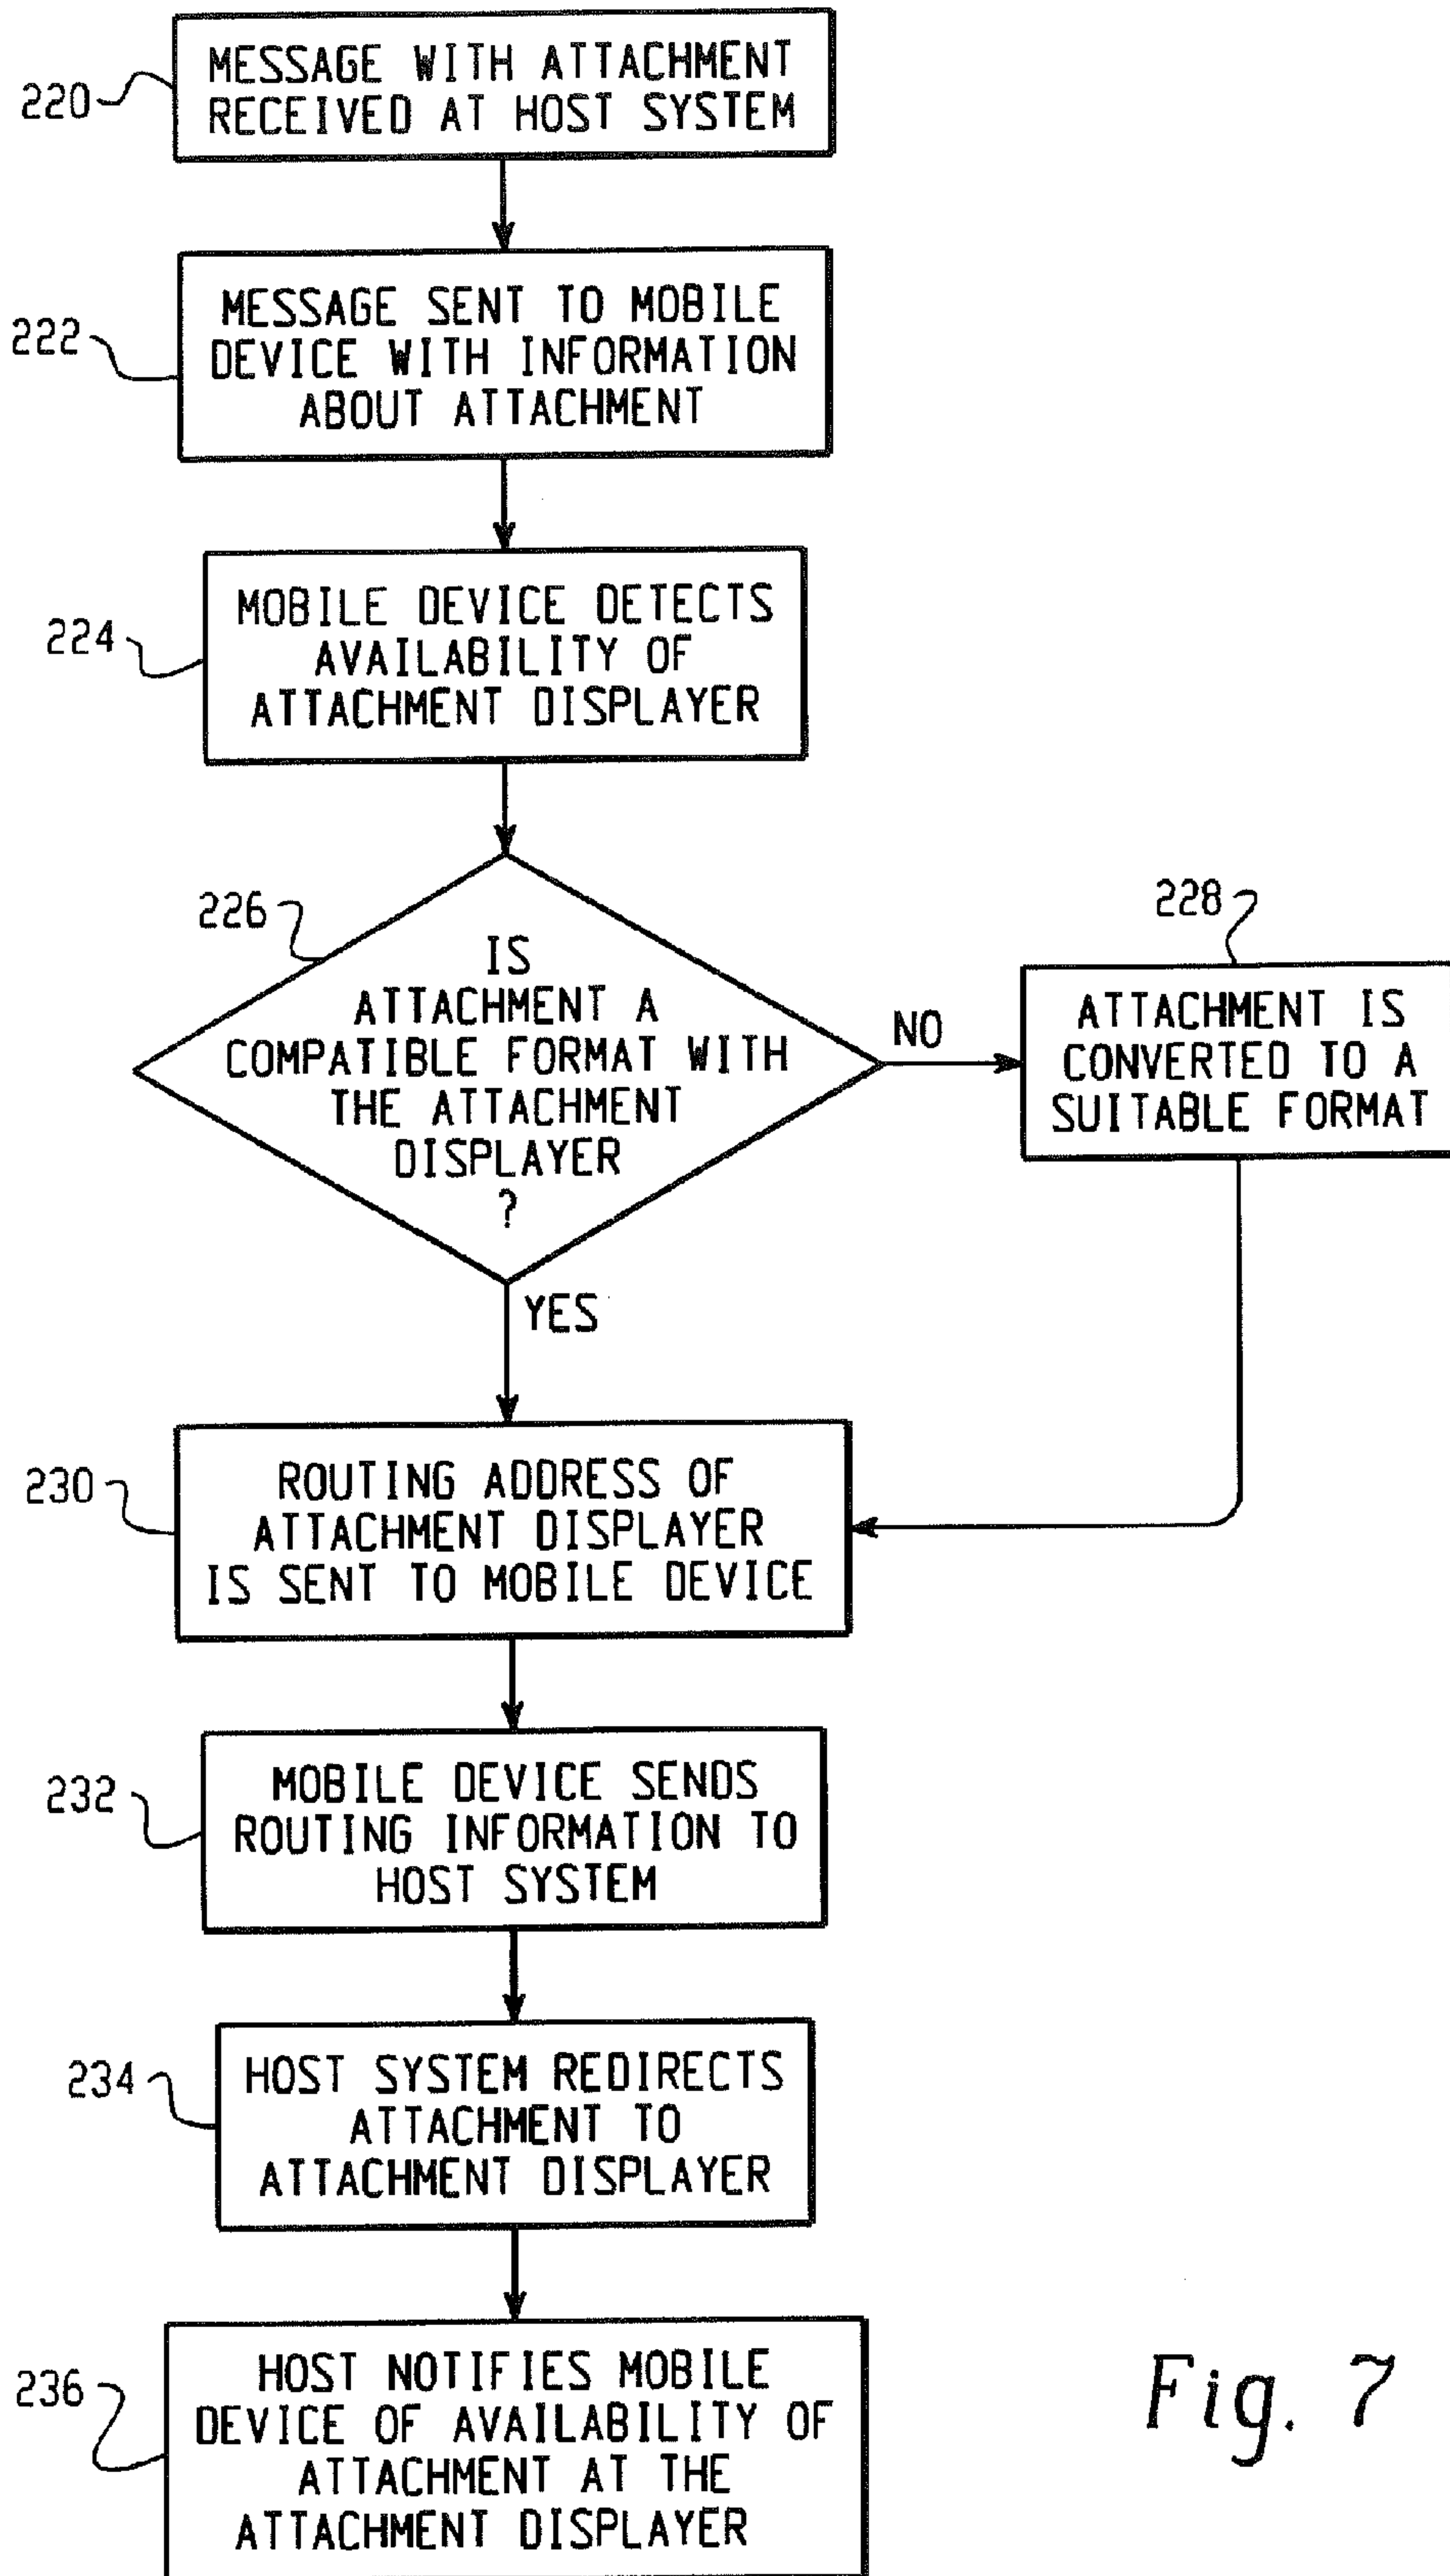 220
MESSAGE WITH ATTACHMENT
RECEIVED AT HOST SYSTEM
222
MESSAGE SENT TO MOBILE
DEVICE WITH INFORMATION
ABOUT ATTACHMENT
224
MOBILE DEVICE DETECTS
AVAILABILITY OF
ATTACHMENT DISPLAYER
226
IS
ATTACHMENT A
COMPATIBLE FORMAT WITH
THE ATTACHMENT
DISPLAYER
?
NO
228
ATTACHMENT IS
CONVERTED TO A
SUITABLE FORMAT
YES
230
ROUTING ADDRESS OF
ATTACHMENT DISPLAYER
IS SENT TO MOBILE DEVICE
232
MOBILE DEVICE SENDS
ROUTING INFORMATION TO
HOST SYSTEM
234
HOST SYSTEM REDIRECTS
ATTACHMENT TO
ATTACHMENT DISPLAYER
236
HOST NOTIFIES MOBILE
DEVICE OF AVAILABILITY OF
ATTACHMENT AT THE
ATTACHMENT DISPLAYER
Fig. 7